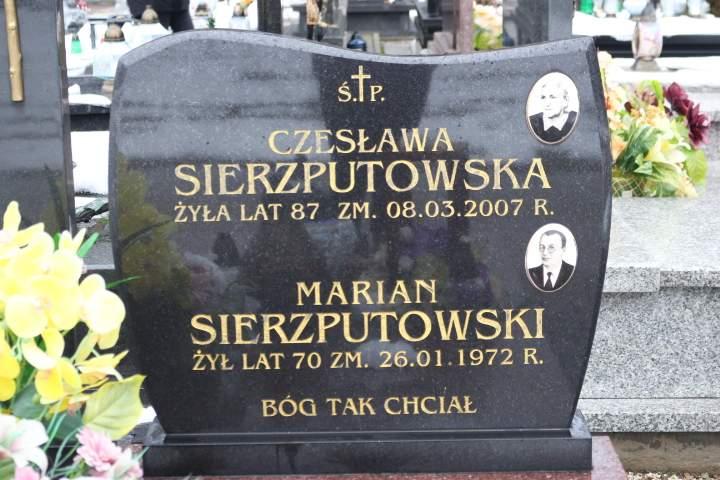 Ś.†P.
CZESŁAWA
SIERZPUTOWSKA
ŻYŁA LAT 87 ZM. 08.03.2007 R.
MARIAN
SIERZPUTOWSKI
ŻYŁ LAT 70 ZM. 26.01.1972 R.
BÓG TAK CHCIAŁ